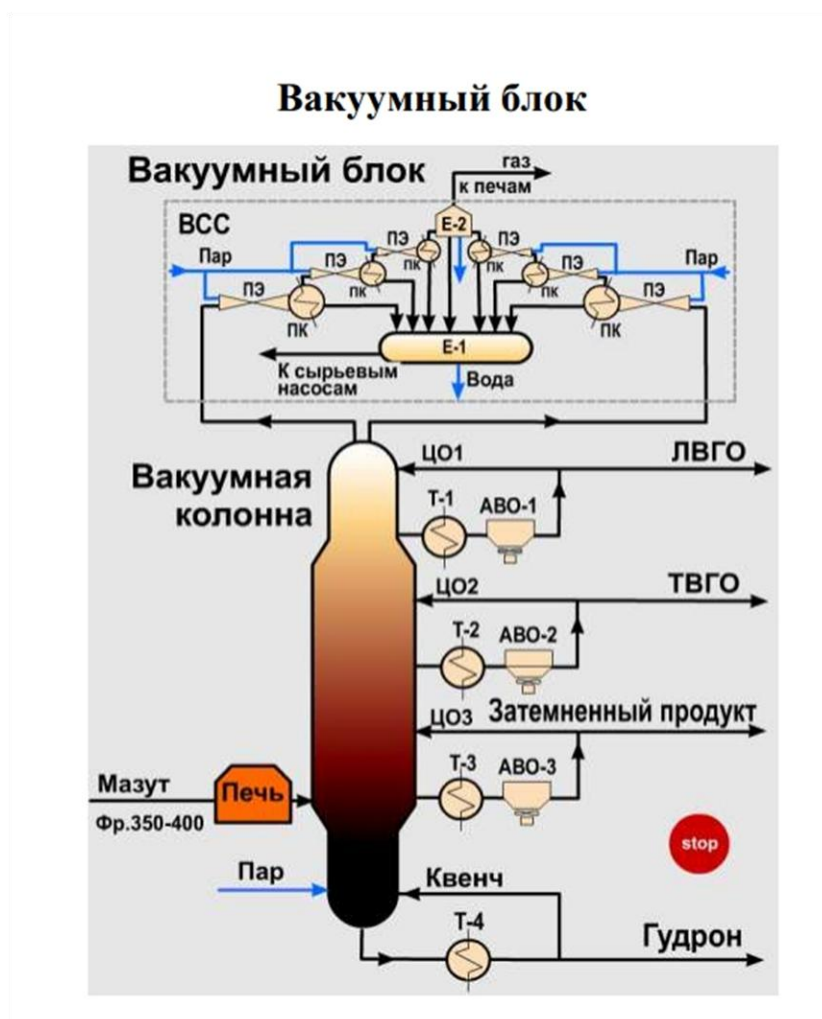 Вакуумный блок
Вакуумный блок
газ
к печам
ВСС
Е-2
ПЭ
ПЭ
Пар
ПЭ
ПК
ПК
ПЭ
Пар
ПЭ
ПК
ПК
ПЭ
ПЭ
ПК
ПК
Е-1
К сырьевым
насосам
Вода
ЦО1
ЛВГО
Вакуумная
колонна
Т-1
АВО-1
ЦО2
ТВГО
Т-2
АВО-2
ЦО3
Затемненный продукт
Т-3
АВО-3
Мазут
Печь
Фр.350-400
stop
Пар
Квенч
Т-4
Гудрон